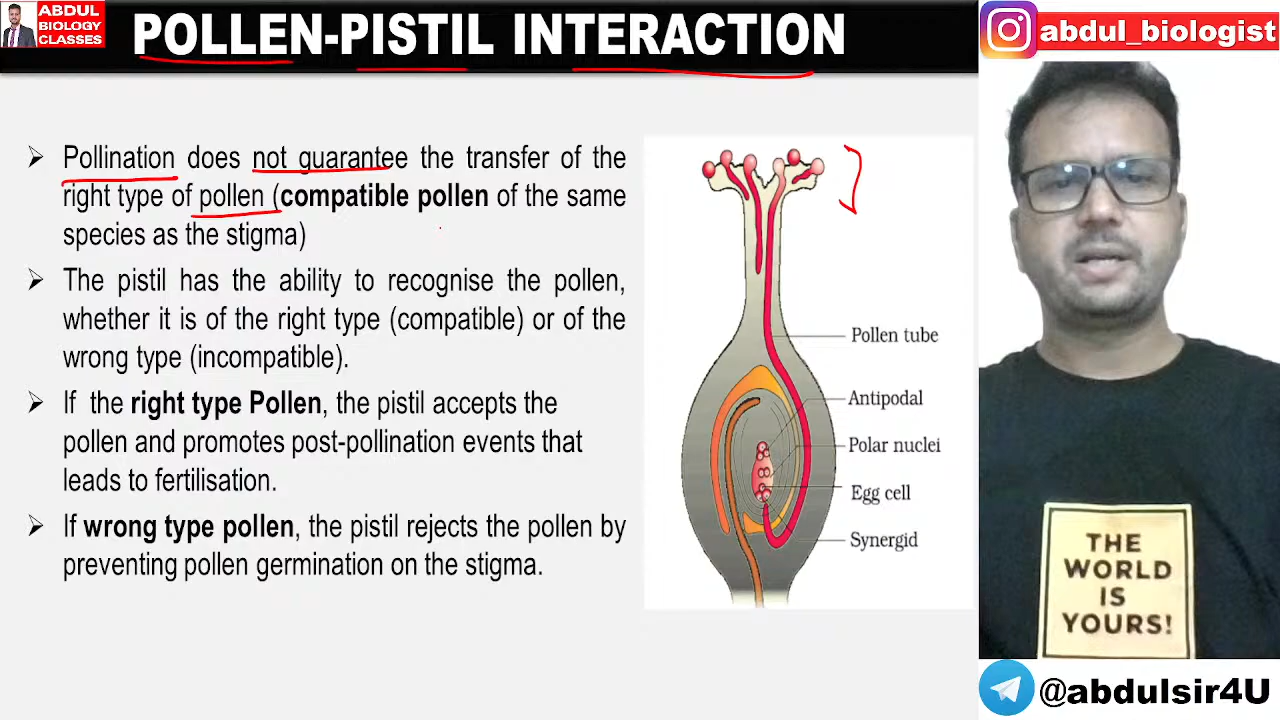 ABDUL
BIOLOGY
CLASSES
POLLEN-PISTIL INTERACTION
abdul_biologist
Pollination does not guarantee the transfer of the
right type of pollen (compatible pollen of the same
species as the stigma)
The pistil has the ability to recognise the pollen,
whether it is of the right type (compatible) or of the
wrong type (incompatible).
If the right type Pollen, the pistil accepts the
pollen and promotes post-pollination events that
leads to fertilisation.
If wrong type pollen, the pistil rejects the pollen by
preventing pollen germination on the stigma.
Pollen tube
Antipodal
Polar nuclei
Egg cell
Synergid
THE
WORLD
IS
YOURS!
@abdulsir4U